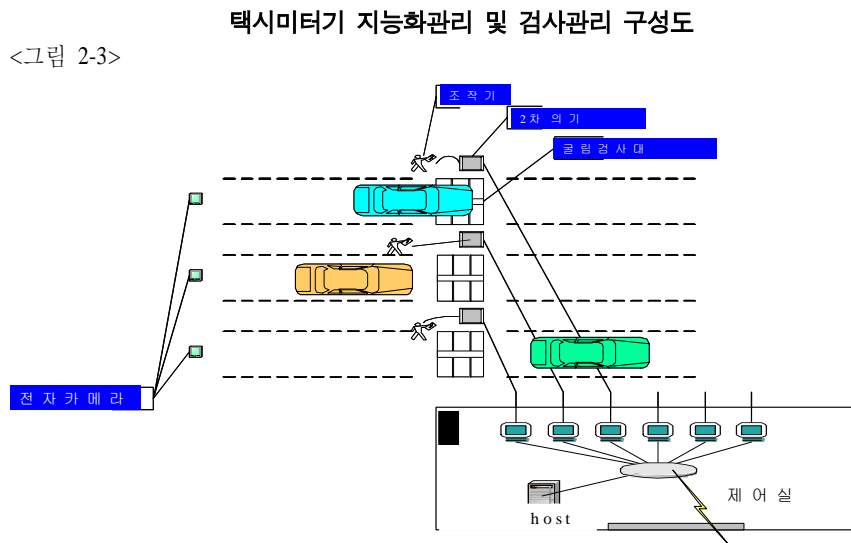 택시미터기 지능화관리 및 검사관리 구성도
<그림 2-3>
조작기
2차 의기
굴림검사대
전자카메라
제어실
host